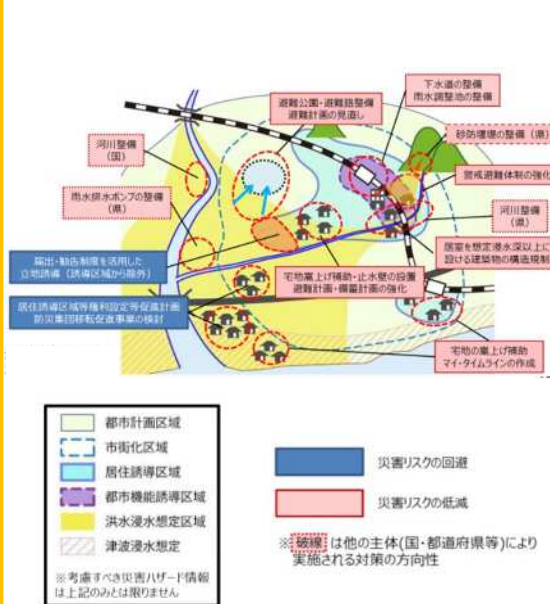 下水道の整備
雨水調整池の整備
避難公園・避難路整備
避難計画の見直し
砂防堰堤の整備（県）
河川整備
（国）
警戒避難体制の強化
雨水排水ポンプの整備
（県）
河川整備
（県）
居室を想定浸水深以上に
設ける建築物の構造規制
届出・勧告制度を活用した
立地誘導（誘導区域から除外）
宅地嵩上げ補助・止水壁の設置
避難計画・備蓄計画の強化
居住誘導区域等権利設定等促進計画
防災集団移転促進事業の検討
宅地の嵩上げ補助
マイ・タイムラインの作成
都市計画区域
市街化区域
居住誘導区域
都市機能誘導区域
洪水浸水想定区域
津波浸水想定
※考慮すべき災害ハザード情報
は上記のみとは限りません
災害リスクの回避
災害リスクの低減
※破線は他の主体(国・都道府県等)により
実施される対策の方向性